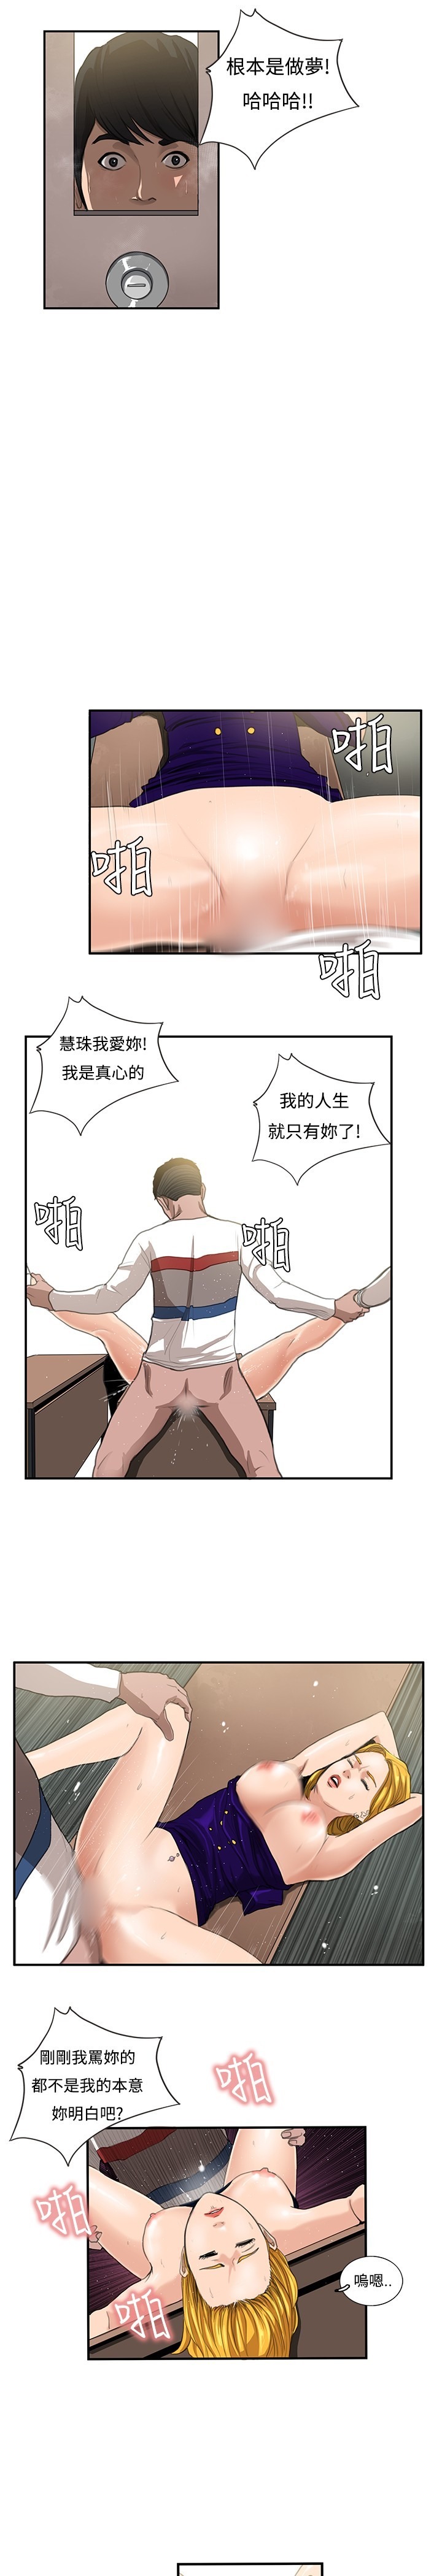 根本是做夢!
哈哈哈!!
啪
啪
啪
慧珠我愛妳!
我是真心的
我的人生
就只有妳了!
啪
啪
剛剛我罵妳的
都不是我的本意
妳明白吧?
啪
啪
啪
嗚嗯..